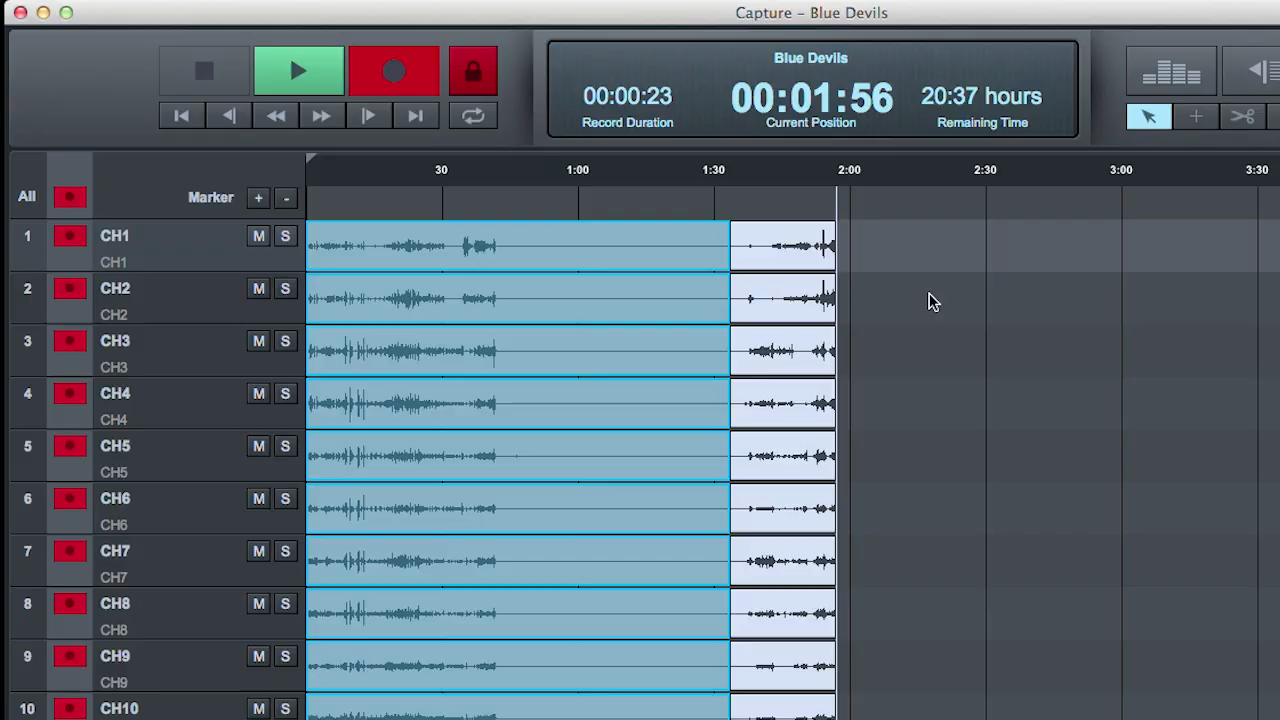 Capture – Blue Devils
Blue Devils
00:00:23 00:01:56 20:37 hours
Record Duration Current Position Remaining Time
30 1:00 1:30 2:00 2:30 3:00 3:30
All Marker + -
1 CH1 M S
CH1
2 CH2 M S
CH2
3 CH3 M S
CH3
4 CH4 M S
CH4
5 CH5 M S
CH5
6 CH6 M S
CH6
7 CH7 M S
CH7
8 CH8 M S
CH8
9 CH9 M S
CH9
10 CH10 M S